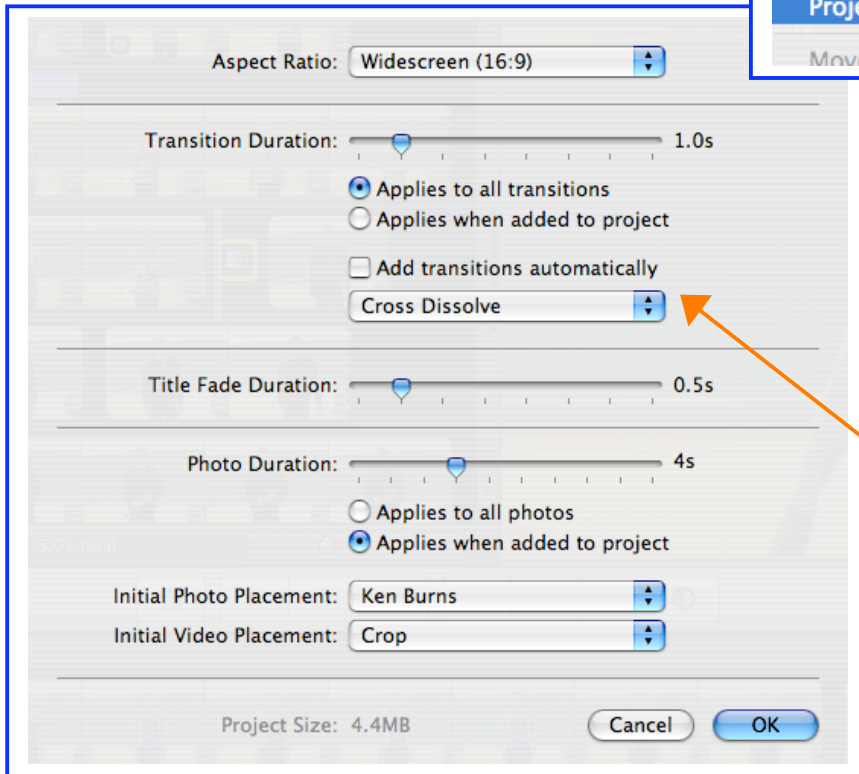 Aspect Ratio: Widescreen (16:9)
Transition Duration: 1.0s
Applies to all transitions
Applies when added to project
Add transitions automatically
Cross Dissolve
Title Fade Duration: 0.5s
Photo Duration: 4s
Applies to all photos
Applies when added to project
Initial Photo Placement: Ken Burns
Initial Video Placement: Crop
Project Size: 4.4MB
Cancel OK